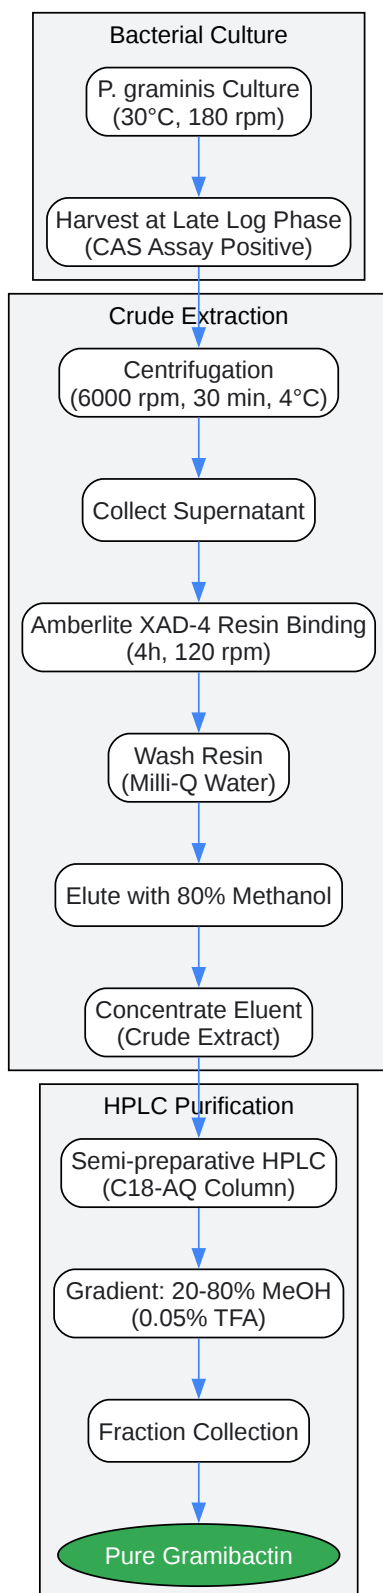 Bacterial Culture
P. graminis Culture
(30°C, 180 rpm)
Harvest at Late Log Phase
(CAS Assay Positive)
Crude Extraction
Centrifugation
(6000 rpm, 30 min, 4°C)
Collect Supernatant
Amberlite XAD-4 Resin Binding
(4h, 120 rpm)
Wash Resin
(Milli-Q Water)
Elute with 80% Methanol
Concentrate Eluent
(Crude Extract)
HPLC Purification
Semi-preparative HPLC
(C18-AQ Column)
Gradient: 20-80% MeOH
(0.05% TFA)
Fraction Collection
Pure Gramibactin